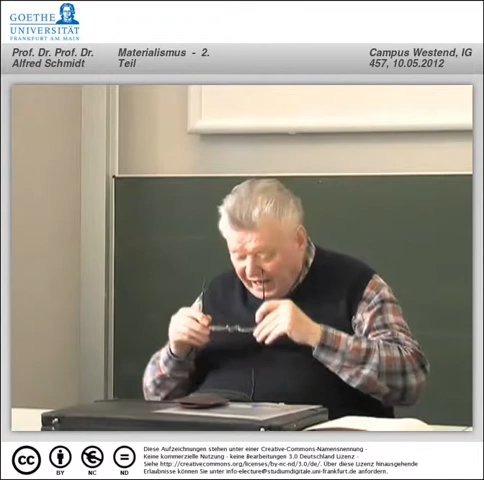 GOETHE
UNIVERSITÄT
FRANKFURT AM MAIN
Prof. Dr. Prof. Dr. Alfred Schmidt
Materialismus - 2. Teil
Campus Westend, IG 457, 10.05.2012
cc
BY
NC
ND
Diese Aufzeichnungen stehen unter einer Creative-Commons-Namensnennung -
Keine kommerzielle Nutzung - keine Bearbeitungen 3.0 Deutschland Lizenz -
Siehe http://creativecommons.org/licenses/by-nc-nd/3.0/de/. Über diese Lizenz hinausgehende
Erlaubnisse können Sie unter info-electure@studiumdigitale.uni-frankfurt.de anfordern.